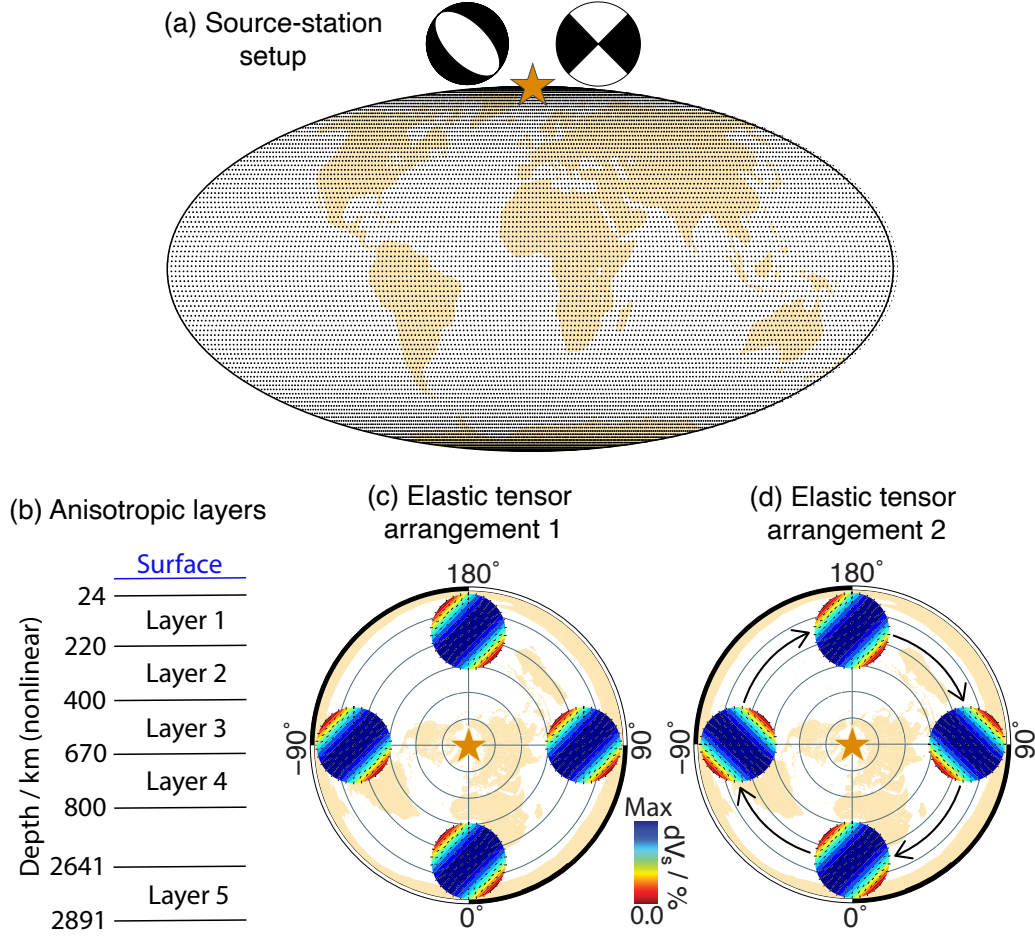 (a) Source-station
setup
(b) Anisotropic layers
Surface
24
Layer 1
220
Layer 2
400
Layer 3
670
Layer 4
800
2641
Layer 5
2891
Depth / km (nonlinear)
(c) Elastic tensor
arrangement 1
180°
-90°
90°
0°
Max
dVs / %
0.0
(d) Elastic tensor
arrangement 2
180°
-90°
90°
0°